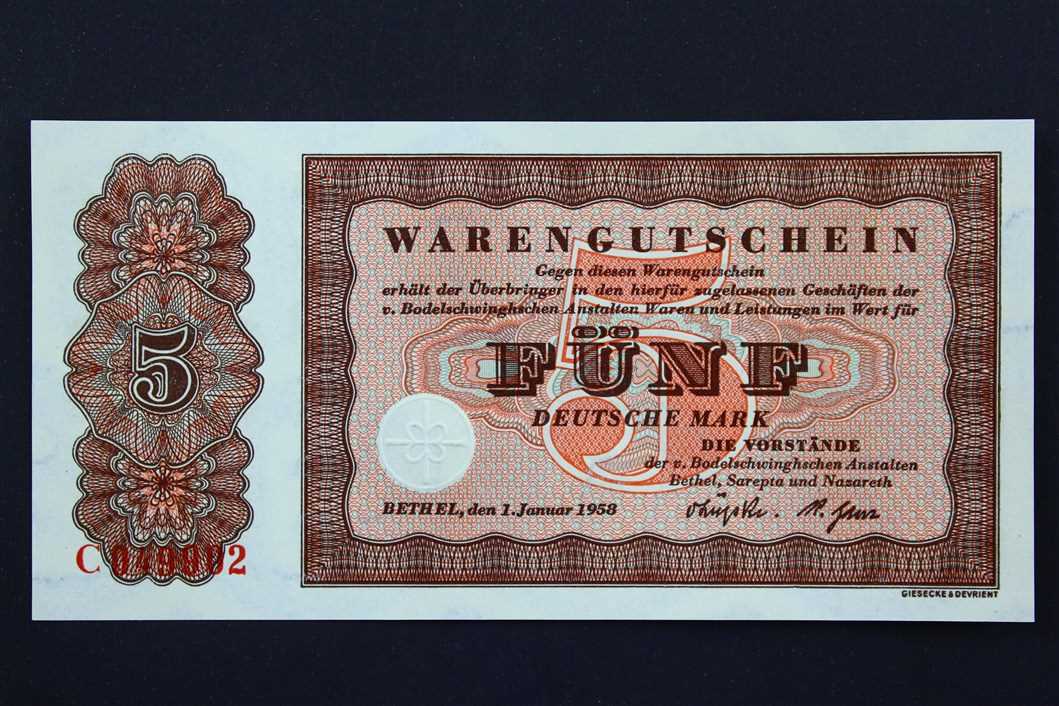 WARENGUTSCHEIN
Gegen diesen Warengutschein
erhält der Überbringer in den hierfür zugelassenen Geschäften der
v. Bodelschwinghschen Anstalten Waren und Leistungen im Wert für
5
5
FÜNF
DEUTSCHE MARK
DIE VORSTÄNDE
der v. Bodelschwinghschen Anstalten
Bethel, Sarepta und Nazareth
BETHEL, den 1. Januar 1958
C 049902
GIESECKE & DEVRIENT